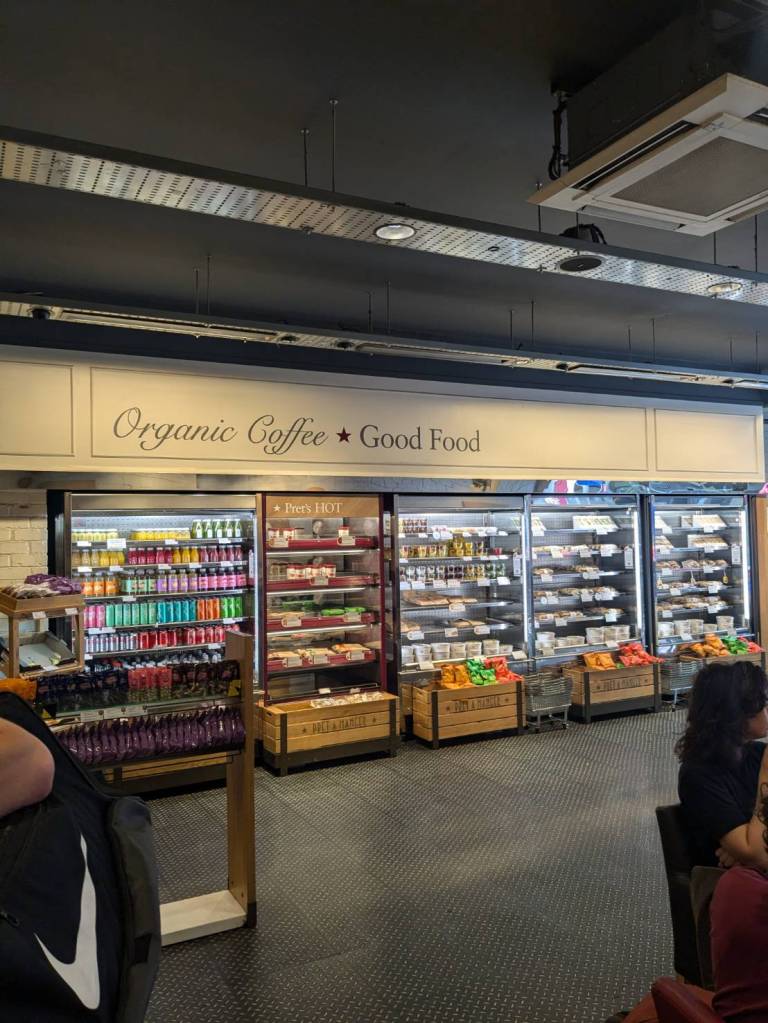 Organic Coffee ★ Good Food
★ Pret's HOT
PRET A MANGER
PRET A MANGER
PRET A MANGER